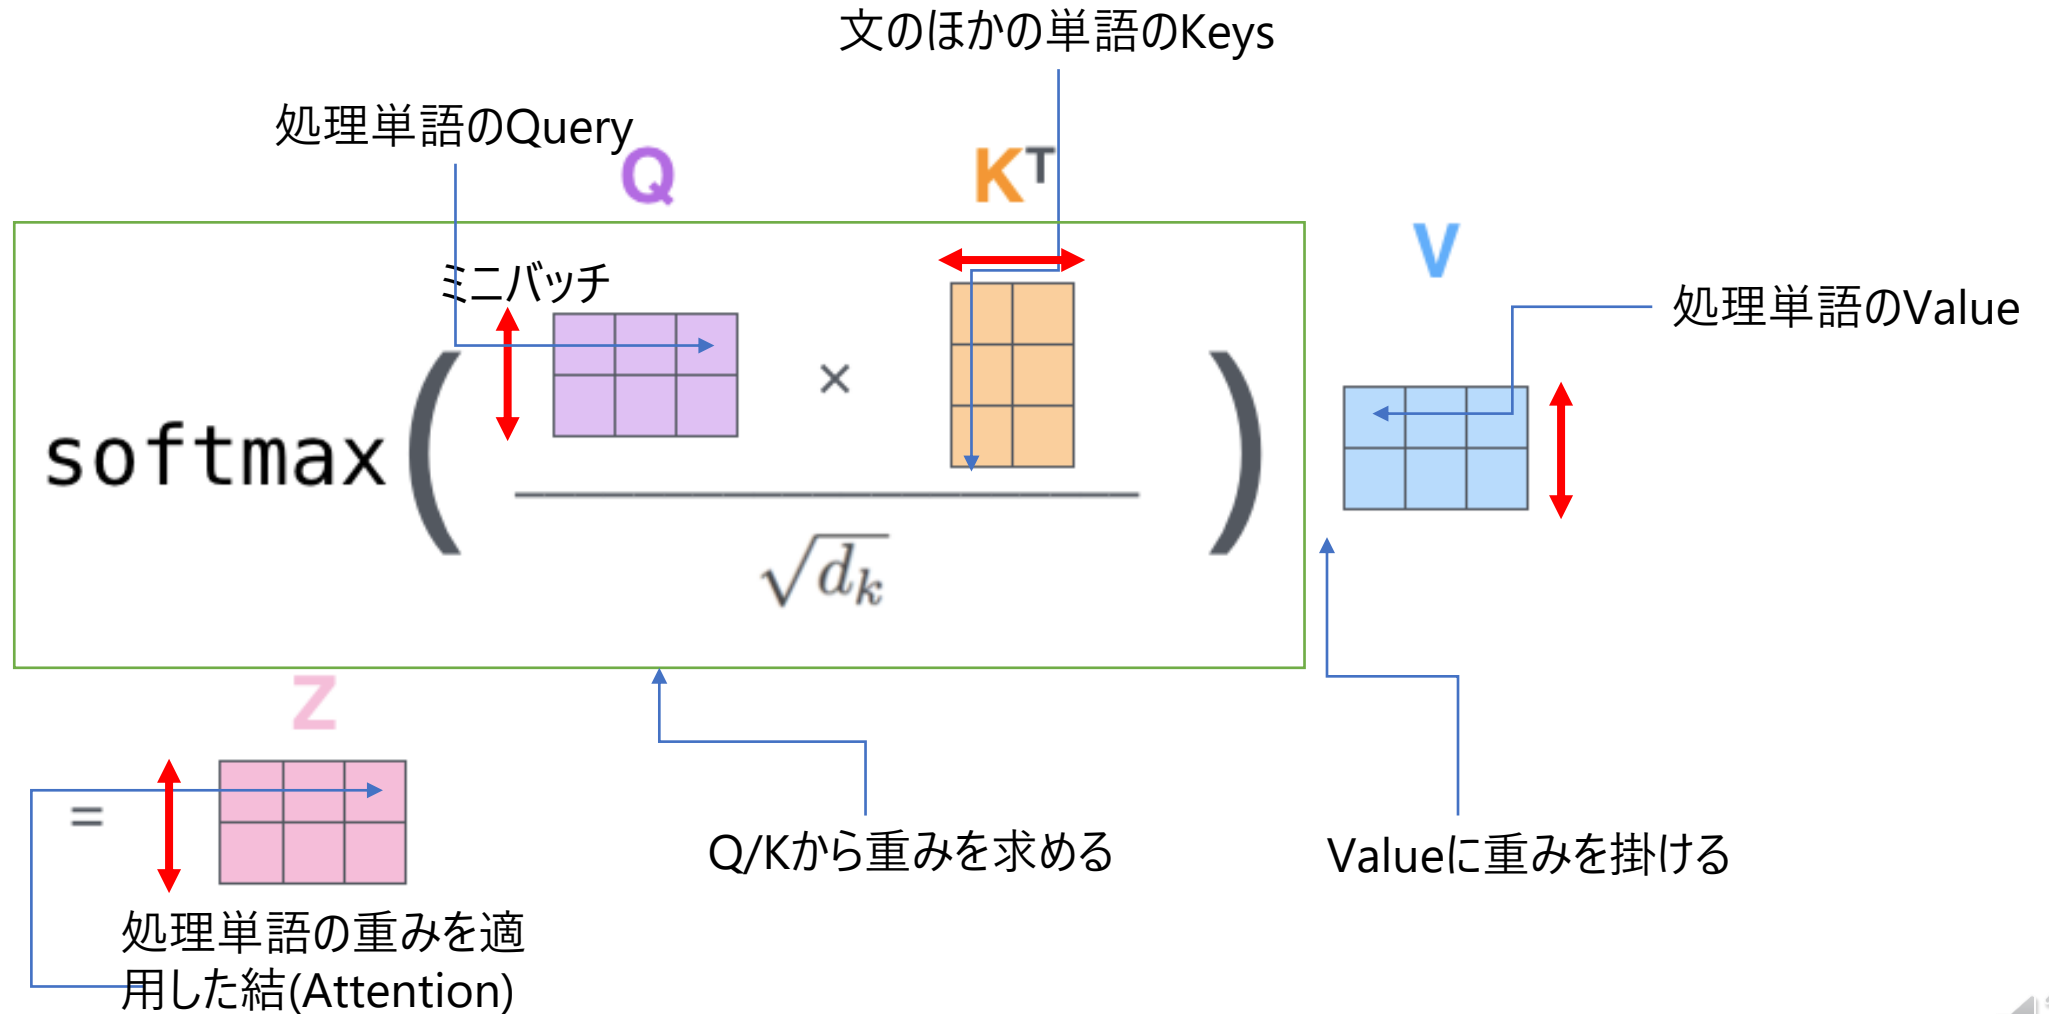 文のほかの単語のKeys
処理単語のQuery
Q
K^T
V
ミニバッチ
処理単語のValue
×
softmax( )
√d_k
Z
=
Q/Kから重みを求める
Valueに重みを掛ける
処理単語の重みを適
用した結(Attention)